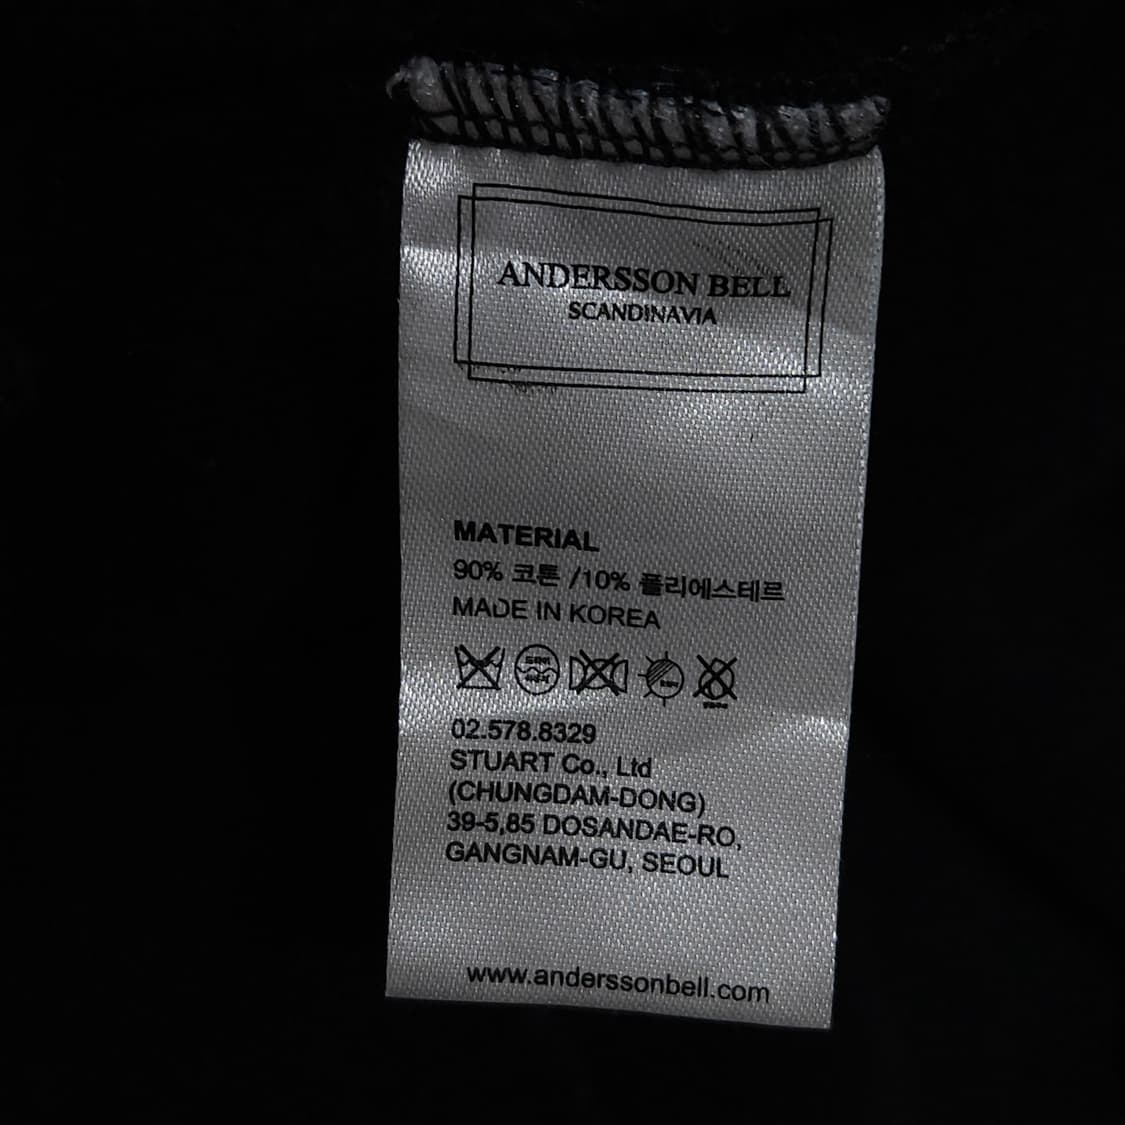 ANDERSSON BELL
SCANDINAVIA
MATERIAL
90% 코튼 /10% 폴리에스테르
MADE IN KOREA
02.578.8329
STUART Co., Ltd
(CHUNGDAM-DONG)
39-5,85 DOSANDAE-RO,
GANGNAM-GU, SEOUL
www.anderssonbell.com